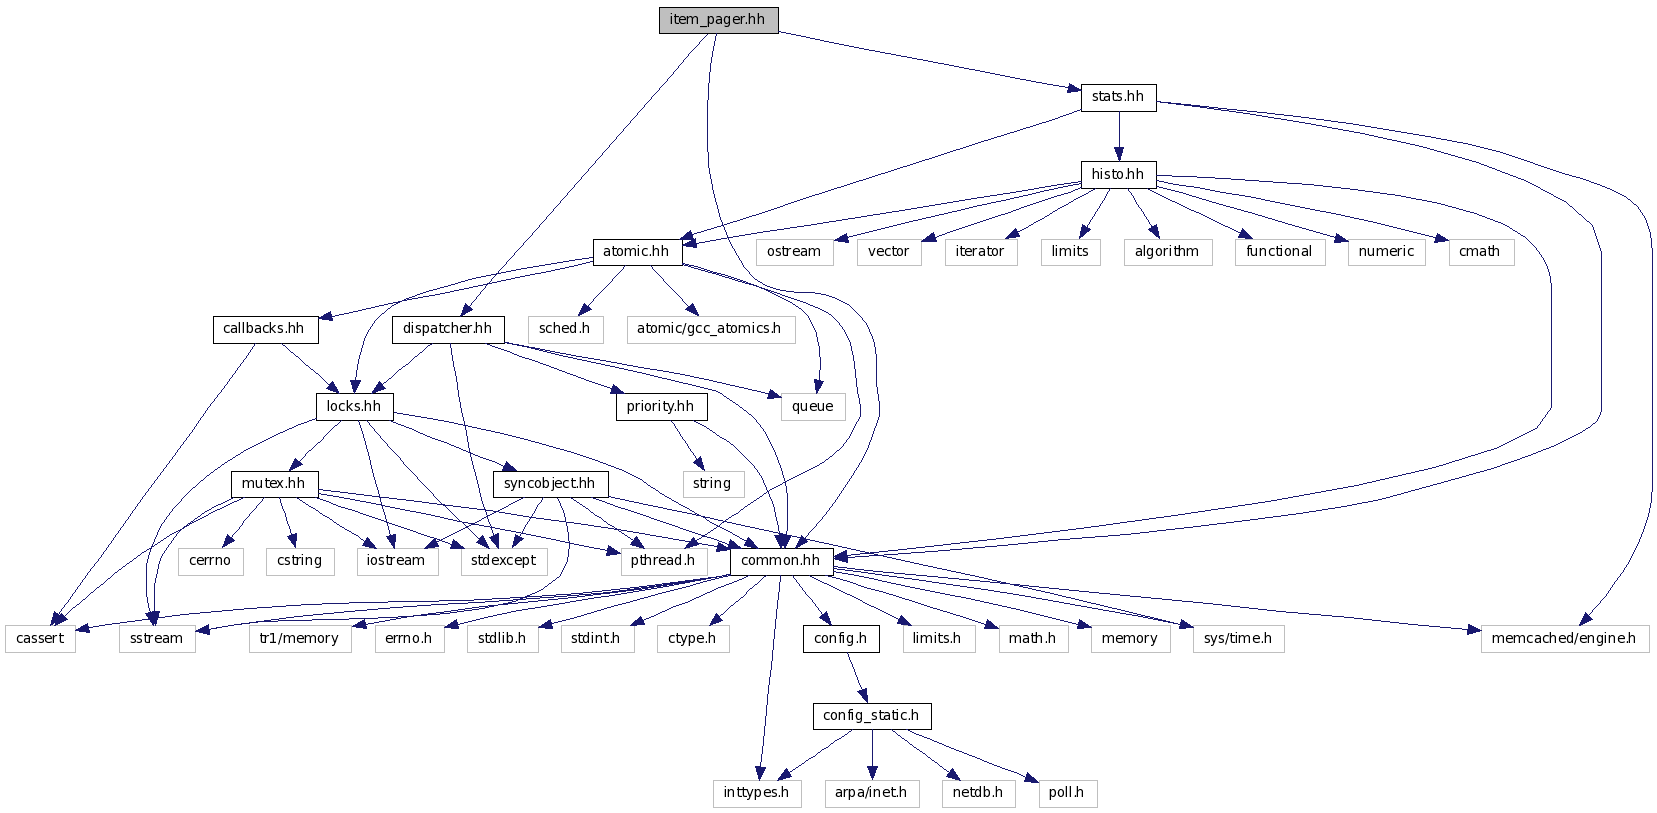 item_pager.hh
stats.hh
histo.hh
atomic.hh
ostream
vector
iterator
limits
algorithm
functional
numeric
cmath
callbacks.hh
dispatcher.hh
sched.h
atomic/gcc_atomics.h
locks.hh
priority.hh
queue
mutex.hh
syncobject.hh
string
cerrno
cstring
iostream
stdexcept
pthread.h
common.hh
cassert
sstream
tr1/memory
errno.h
stdlib.h
stdint.h
ctype.h
config.h
limits.h
math.h
memory
sys/time.h
memcached/engine.h
config_static.h
inttypes.h
arpa/inet.h
netdb.h
poll.h